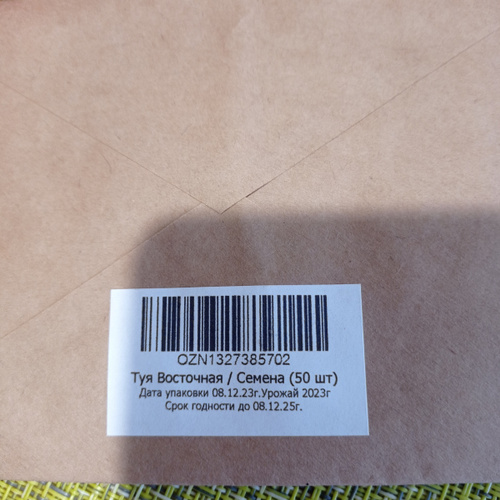 OZN1327385702
Туя Восточная / Семена (50 шт)
Дата упаковки 08.12.23г.Урожай 2023г
Срок годности до 08.12.25г.